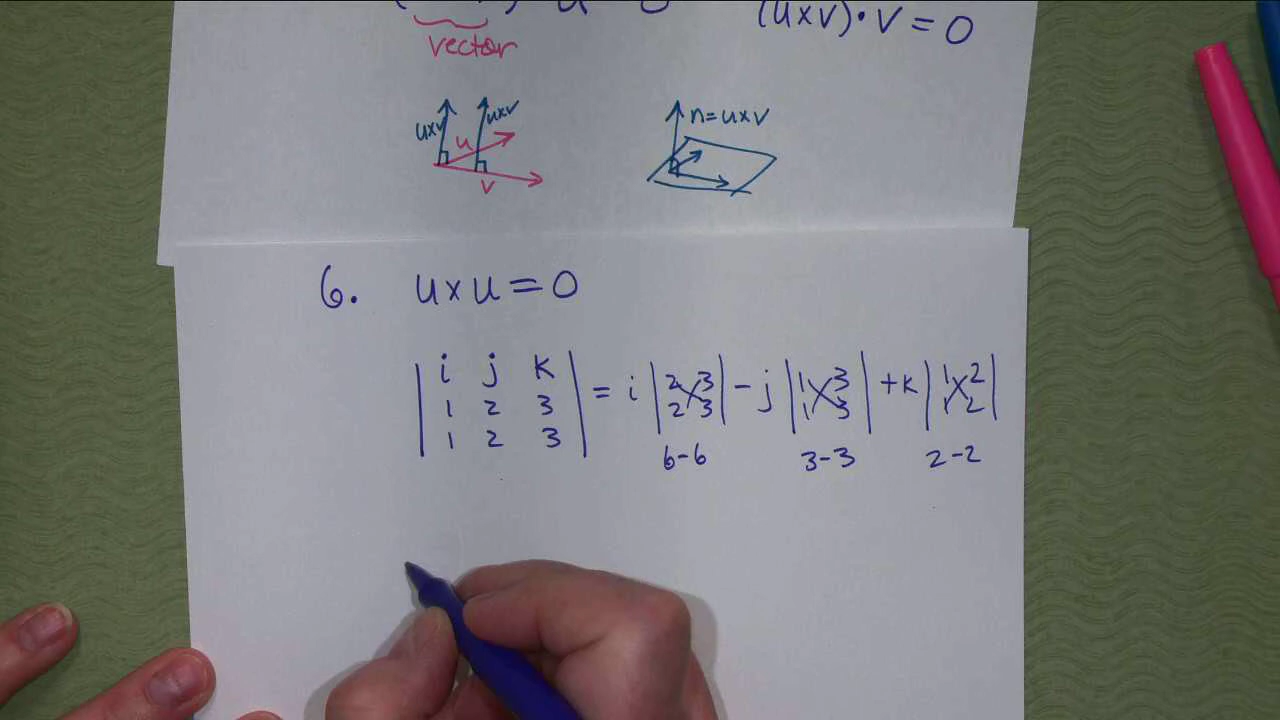 (u×v)·v=0
vector
u×v u×v n=u×v
u
v
6. u×u=0
|i j k| = i |2 3| - j |1 3| + k |1 2|
|1 2 3| |2 3| |1 3| |1 2|
|1 2 3| 6-6 3-3 2-2